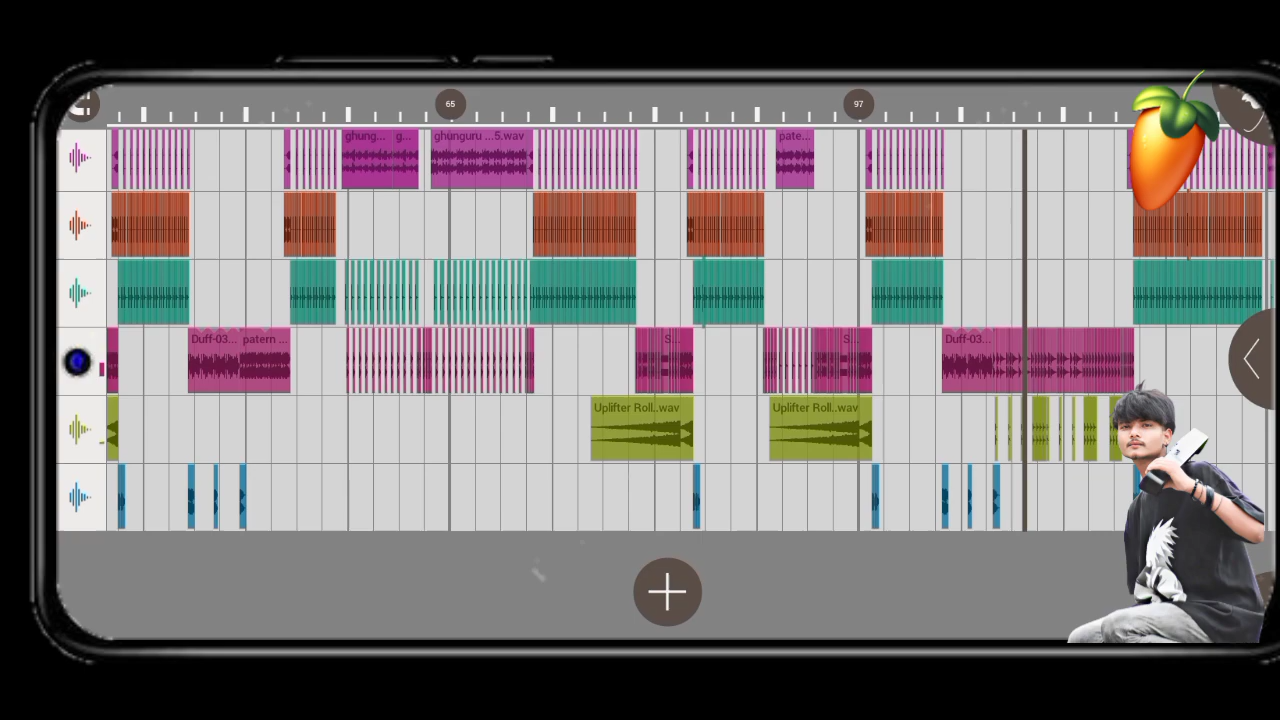 65
97
ghung...
g...
ghunguru ...5.wav
pate...
Duff-03...
patern ...
S...
S...
Duff-03...
Uplifter Roll..wav
Uplifter Roll..wav